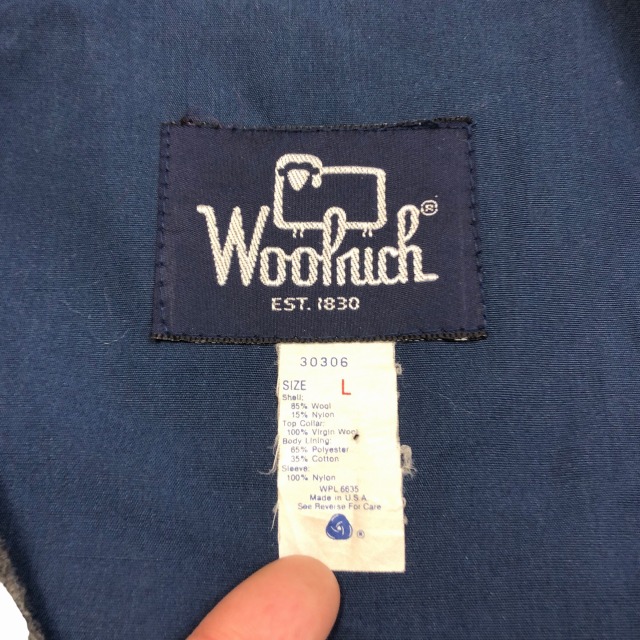 Woolrich®
EST. 1830
30306
SIZE L
Shell:
85% Wool
15% Nylon
Top Collar:
100% Virgin Wool
Body Lining:
65% Polyester
35% Cotton
Sleeve:
100% Nylon
WPL 6635
Made in U.S.A.
See Reverse For Care
®